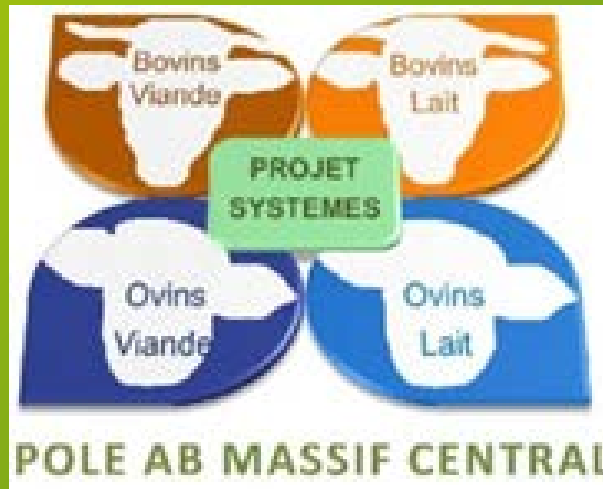 Bovins
Viande
Bovins
Lait
PROJET
SYSTEMES
Ovins
Viande
Ovins
Lait
POLE AB MASSIF CENTRAL